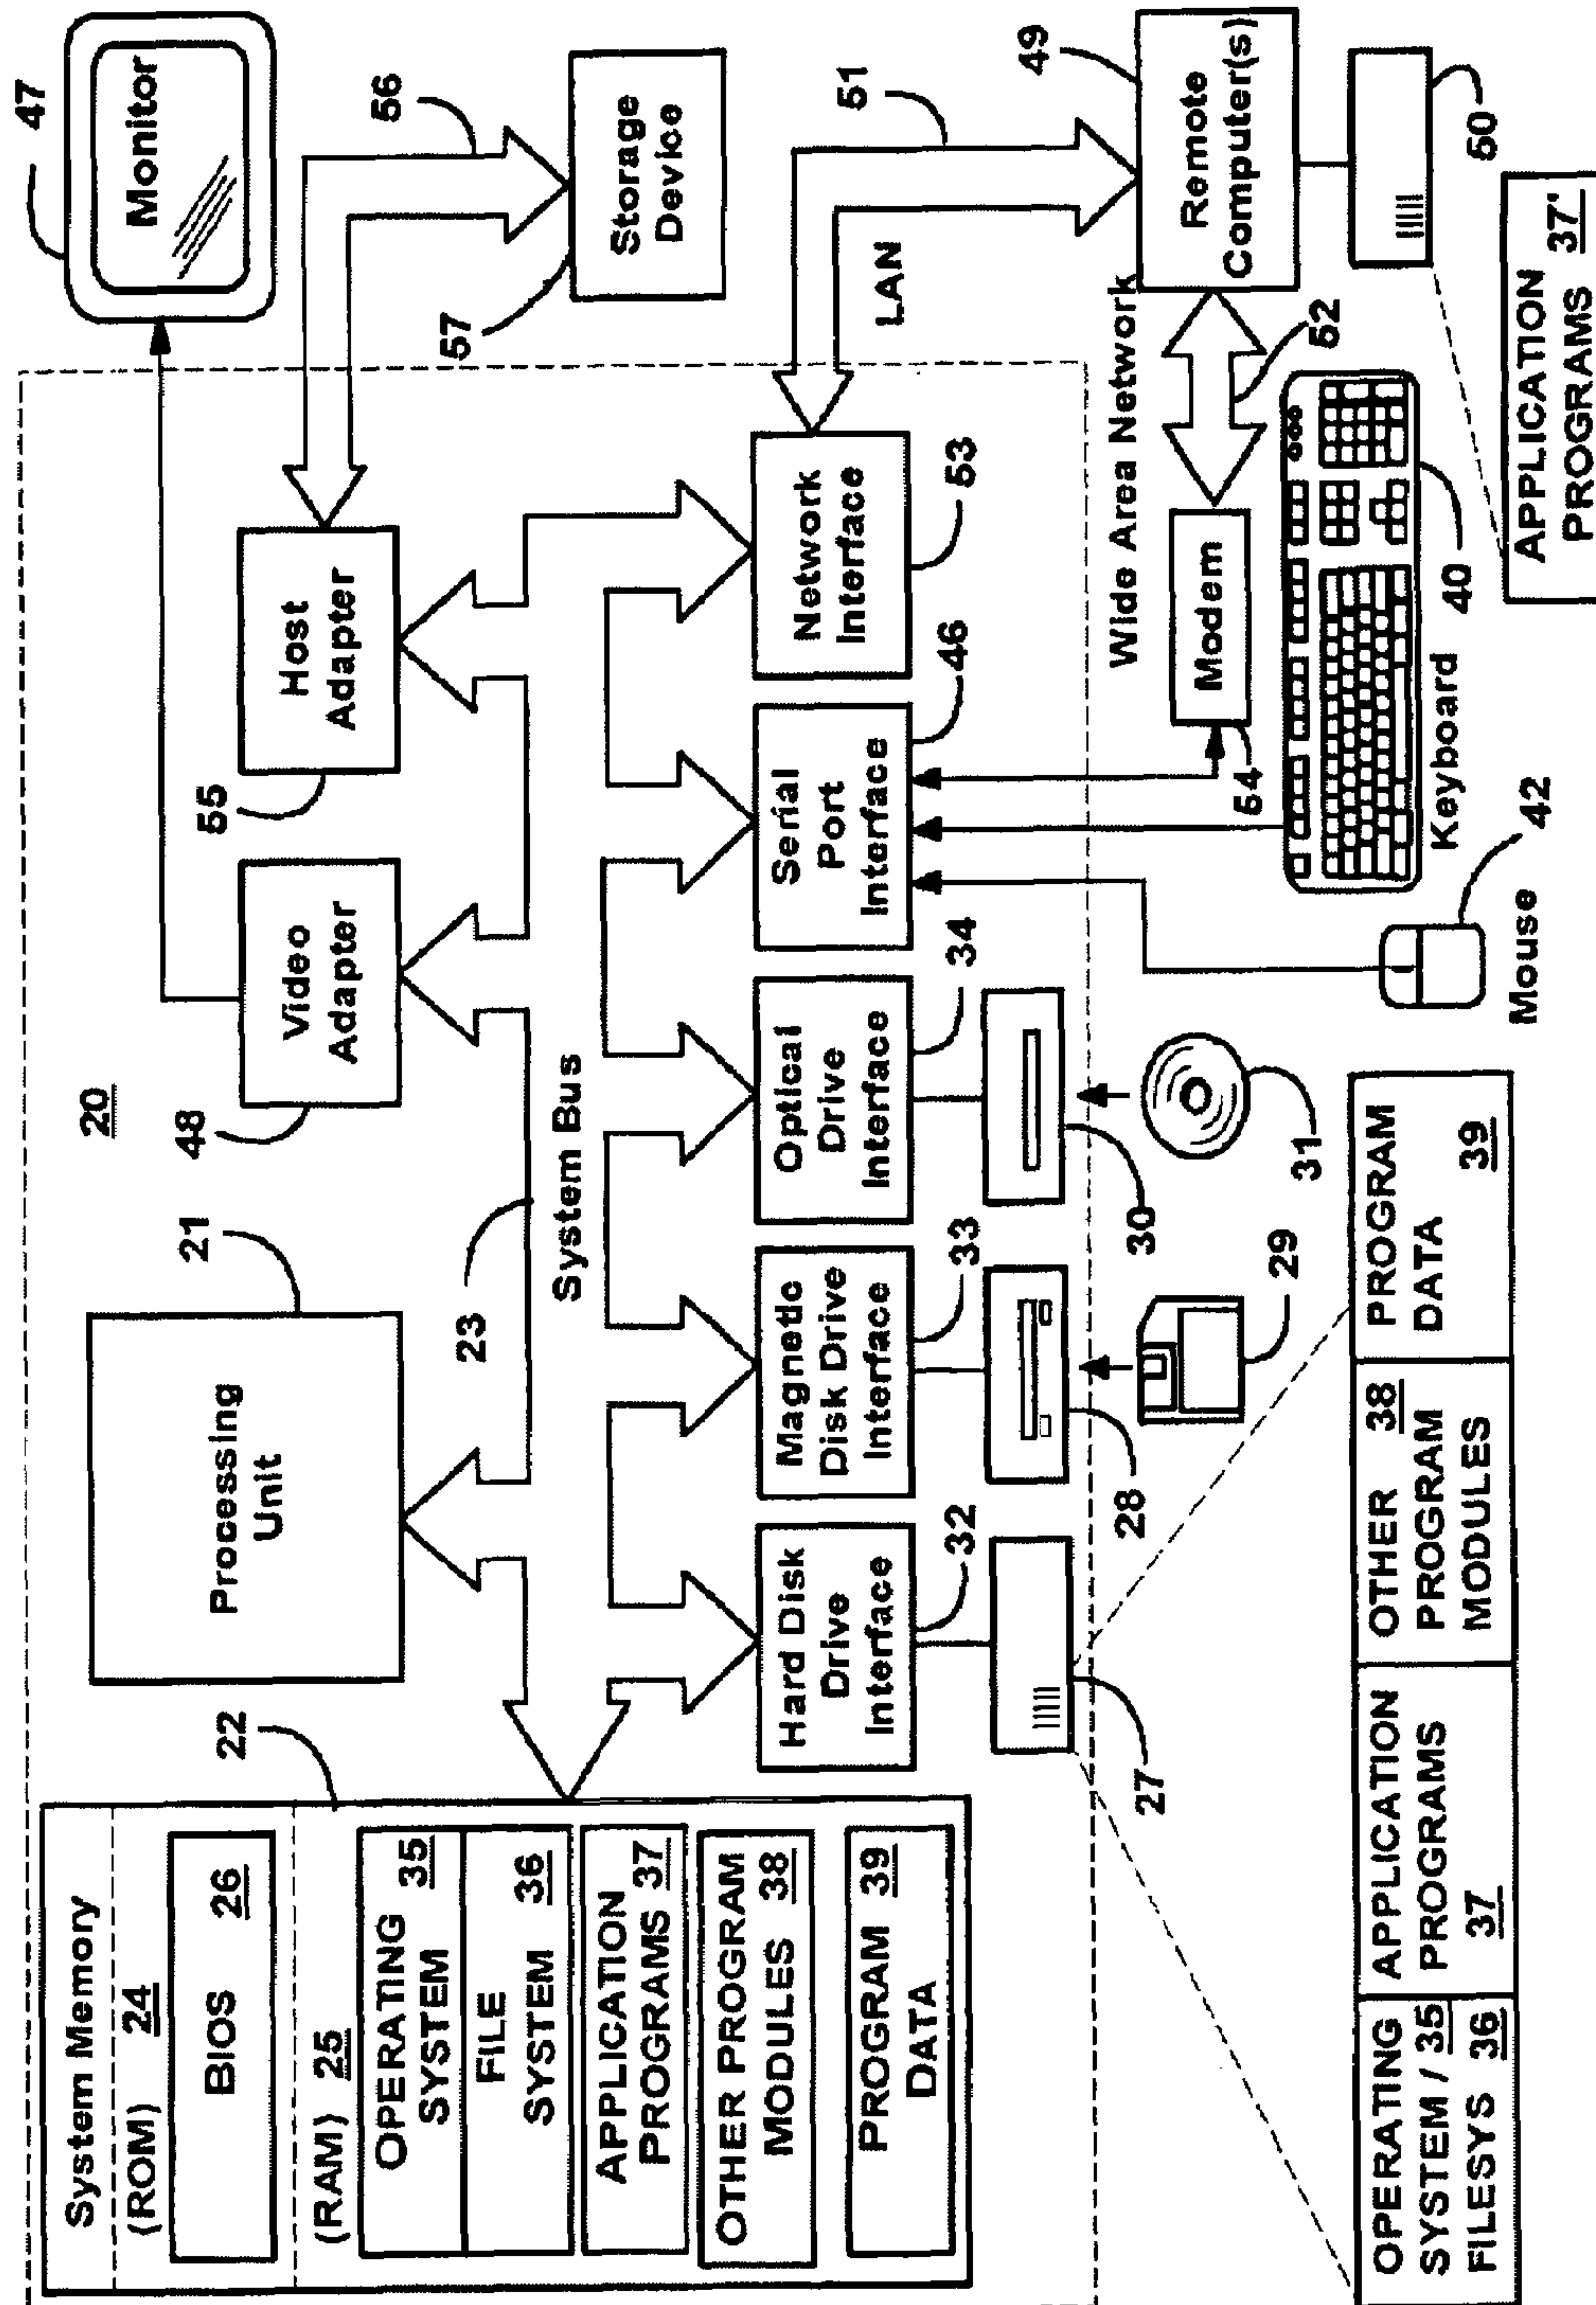 System Memory
(ROM) 24
BIOS 26
(RAM) 25
OPERATING
SYSTEM 35
FILE
SYSTEM 36
APPLICATION
PROGRAMS 37
OTHER PROGRAM
MODULES 38
PROGRAM 39
DATA
22
Processing
Unit
21
20
Video
Adapter
48
Host
Adapter
55
Monitor
47
56
23
System Bus
Storage
Device
57
Hard Disk
Drive
Interface
32
Magnetic
Disk Drive
Interface
33
Optical
Drive
Interface
34
Serial
Port
Interface
46
Network
Interface
53
LAN
51
27
28
29
30
31
Wide Area Network
Modem
54
52
Remote
Computer(s)
49
50
Keyboard
40
Mouse
42
OPERATING
SYSTEM / 35
FILESYS 36
APPLICATION
PROGRAMS
37
OTHER 38
PROGRAM
MODULES
PROGRAM
DATA
39
APPLICATION
PROGRAMS 37'